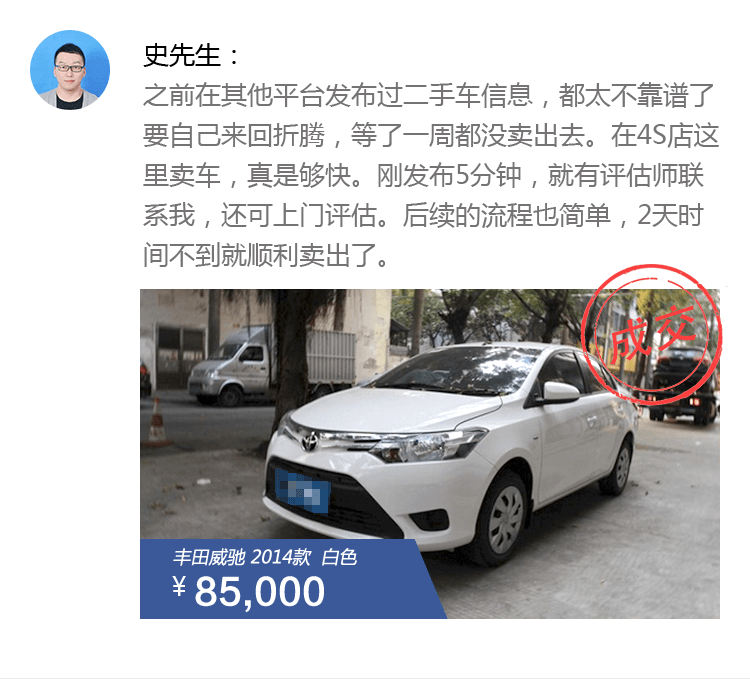 史先生：
之前在其他平台发布过二手车信息，都太不靠谱了
要自己来回折腾，等了一周都没卖出去。在4S店这
里卖车，真是够快。刚发布5分钟，就有评估师联
系我，还可上门评估。后续的流程也简单，2天时
间不到就顺利卖出了。
成交
丰田威驰 2014款 白色
¥ 85,000